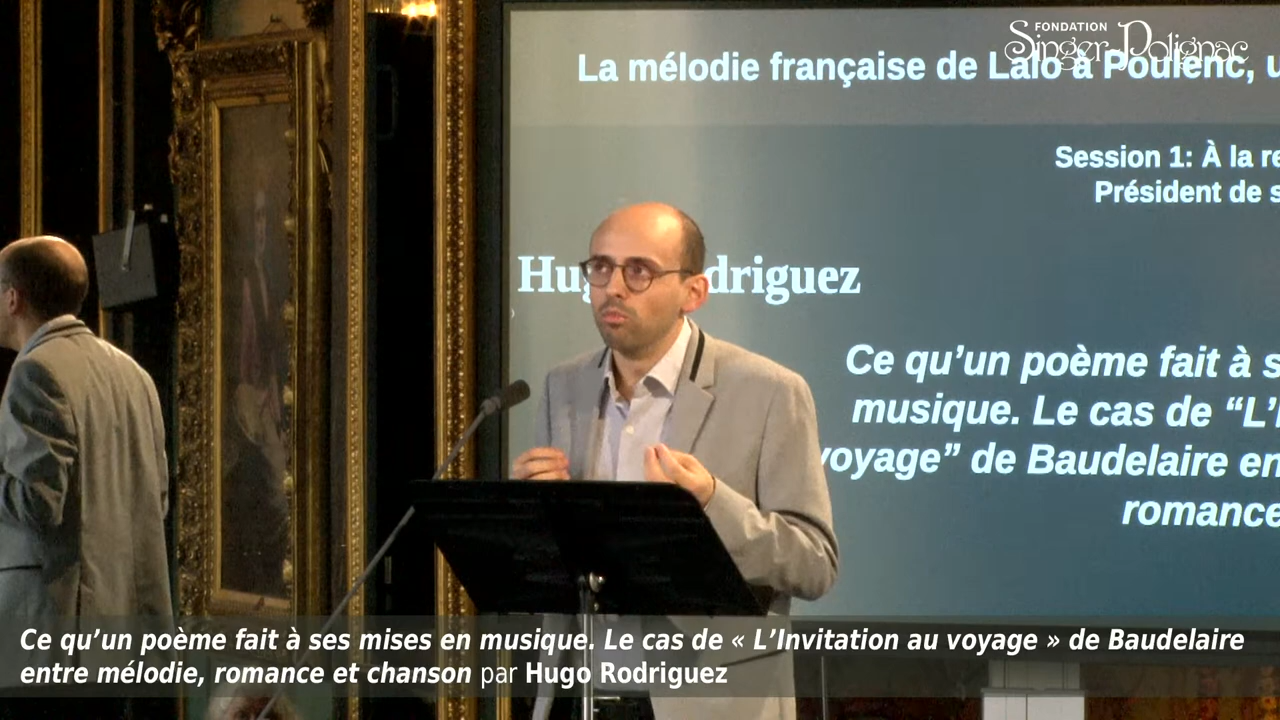 FONDATION
Singer-Polignac
La mélodie française de Lalo à Poulenc,
Session 1: À la
Président de
Hugo Rodriguez
Ce qu’un poème fait à
musique. Le cas de “L’
voyage” de Baudelaire
romance
Ce qu’un poème fait à ses mises en musique. Le cas de « L’Invitation au voyage » de Baudelaire
entre mélodie, romance et chanson par Hugo Rodriguez